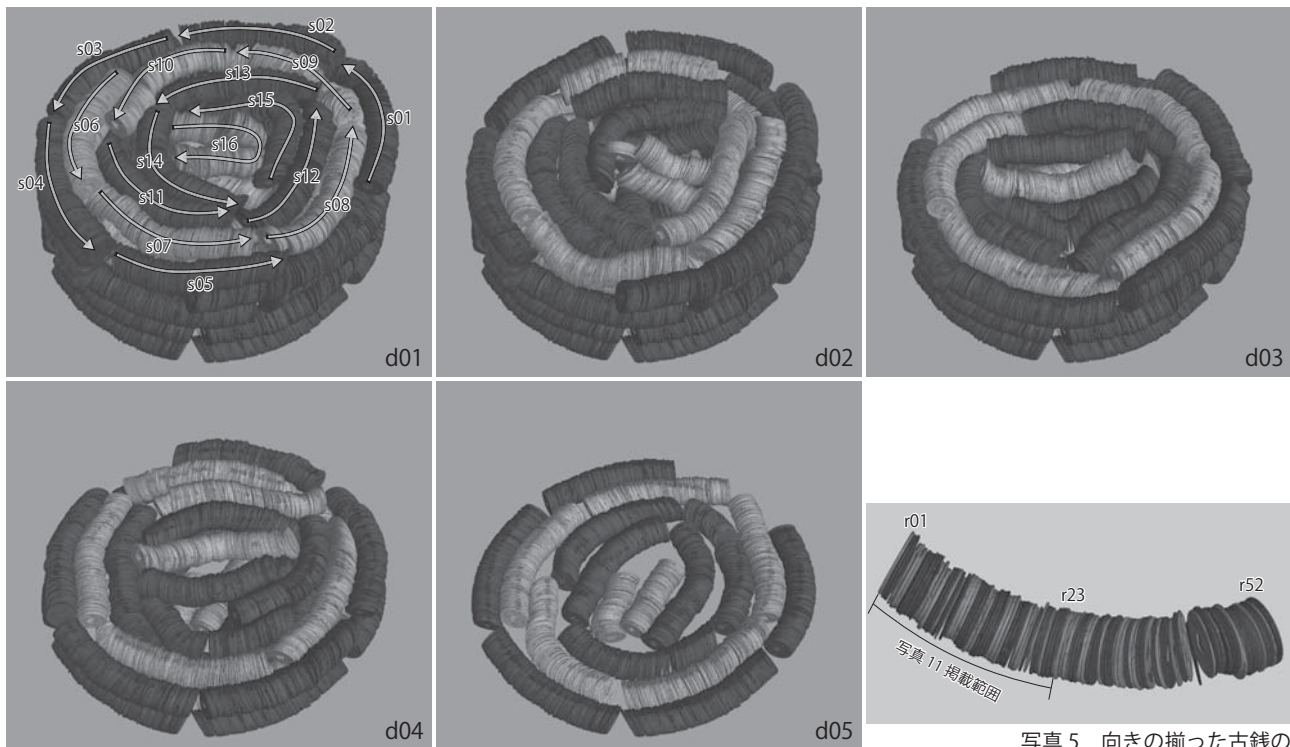 s01
s02
s03
s04
s05
s06
s07
s08
s09
s10
s11
s12
s13
s14
s15
s16
d01
d02
d03
d04
d05
r01
r23
r52
写真 11 掲載範囲
写真 5 向きの揃った古銭の